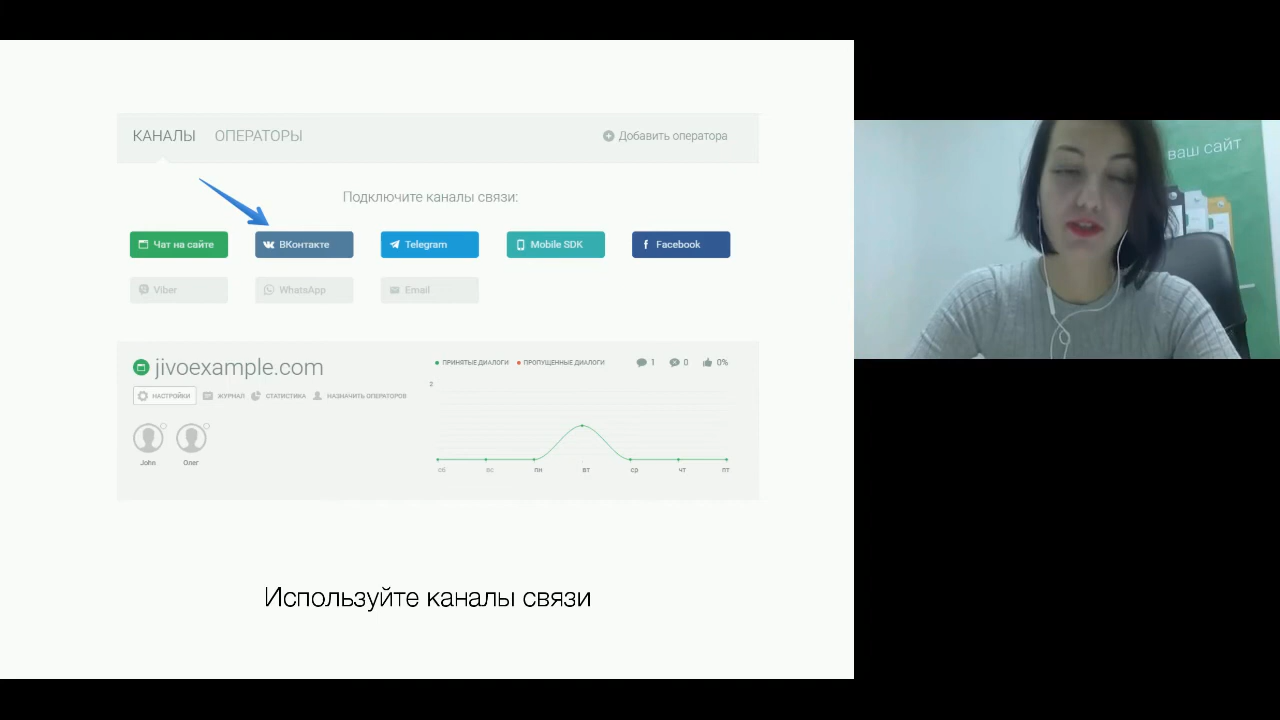 КАНАЛЫ ОПЕРАТОРЫ Добавить оператора
Подключите каналы связи:
Чат на сайте ВКонтакте Telegram Mobile SDK Facebook
Viber WhatsApp Email
jivoexample.com ПРИНЯТЫЕ ДИАЛОГИ ПРОПУЩЕННЫЕ ДИАЛОГИ 1 0 0%
2
НАСТРОЙКИ ЖУРНАЛ СТАТИСТИКА НАЗНАЧИТЬ ОПЕРАТОРОВ
John Олег
сб вс пн вт ср чт пт
Используйте каналы связи
ваш сайт